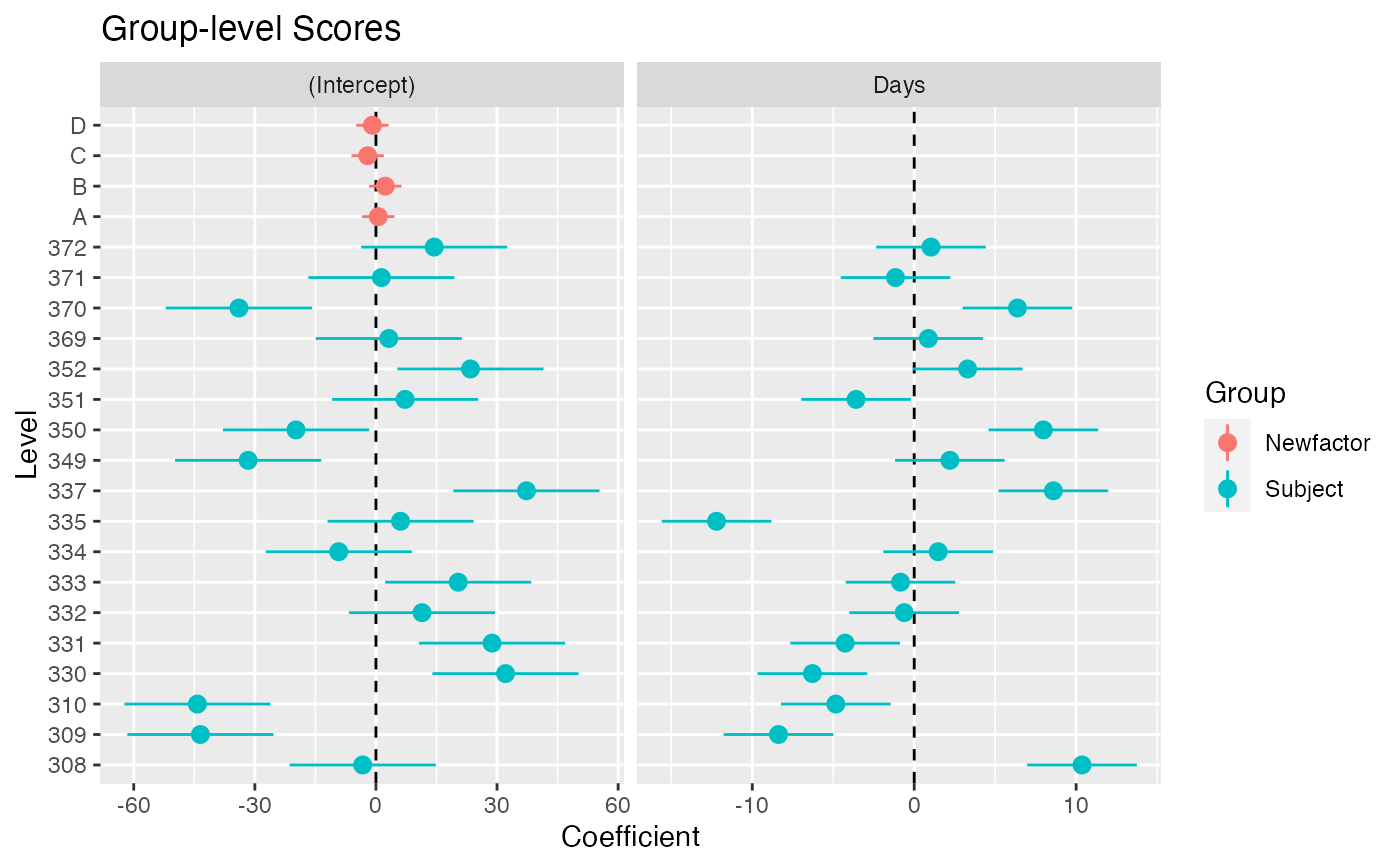 Group-level Scores
(Intercept)
Days
Level
D
C
B
A
372
371
370
369
352
351
350
349
337
335
334
333
332
331
330
310
309
308
-60
-30
0
30
60
-10
0
10
Coefficient
Group
Newfactor
Subject